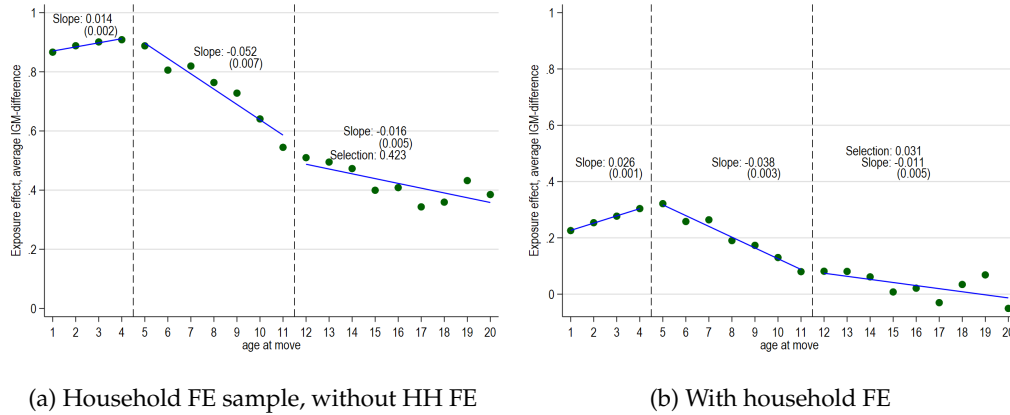 Exposure effect, average IGM-difference
1
.8
.6
.4
.2
0
Slope: 0.014
(0.002)
Slope: -0.052
(0.007)
Slope: -0.016
(0.005)
Selection: 0.423
1 2 3 4 5 6 7 8 9 10 11 12 13 14 15 16 17 18 19 20
age at move
(a) Household FE sample, without HH FE
Exposure effect, average IGM-difference
1
.8
.6
.4
.2
0
Slope: 0.026
(0.001)
Slope: -0.038
(0.003)
Selection: 0.031
Slope: -0.011
(0.005)
1 2 3 4 5 6 7 8 9 10 11 12 13 14 15 16 17 18 19 20
age at move
(b) With household FE